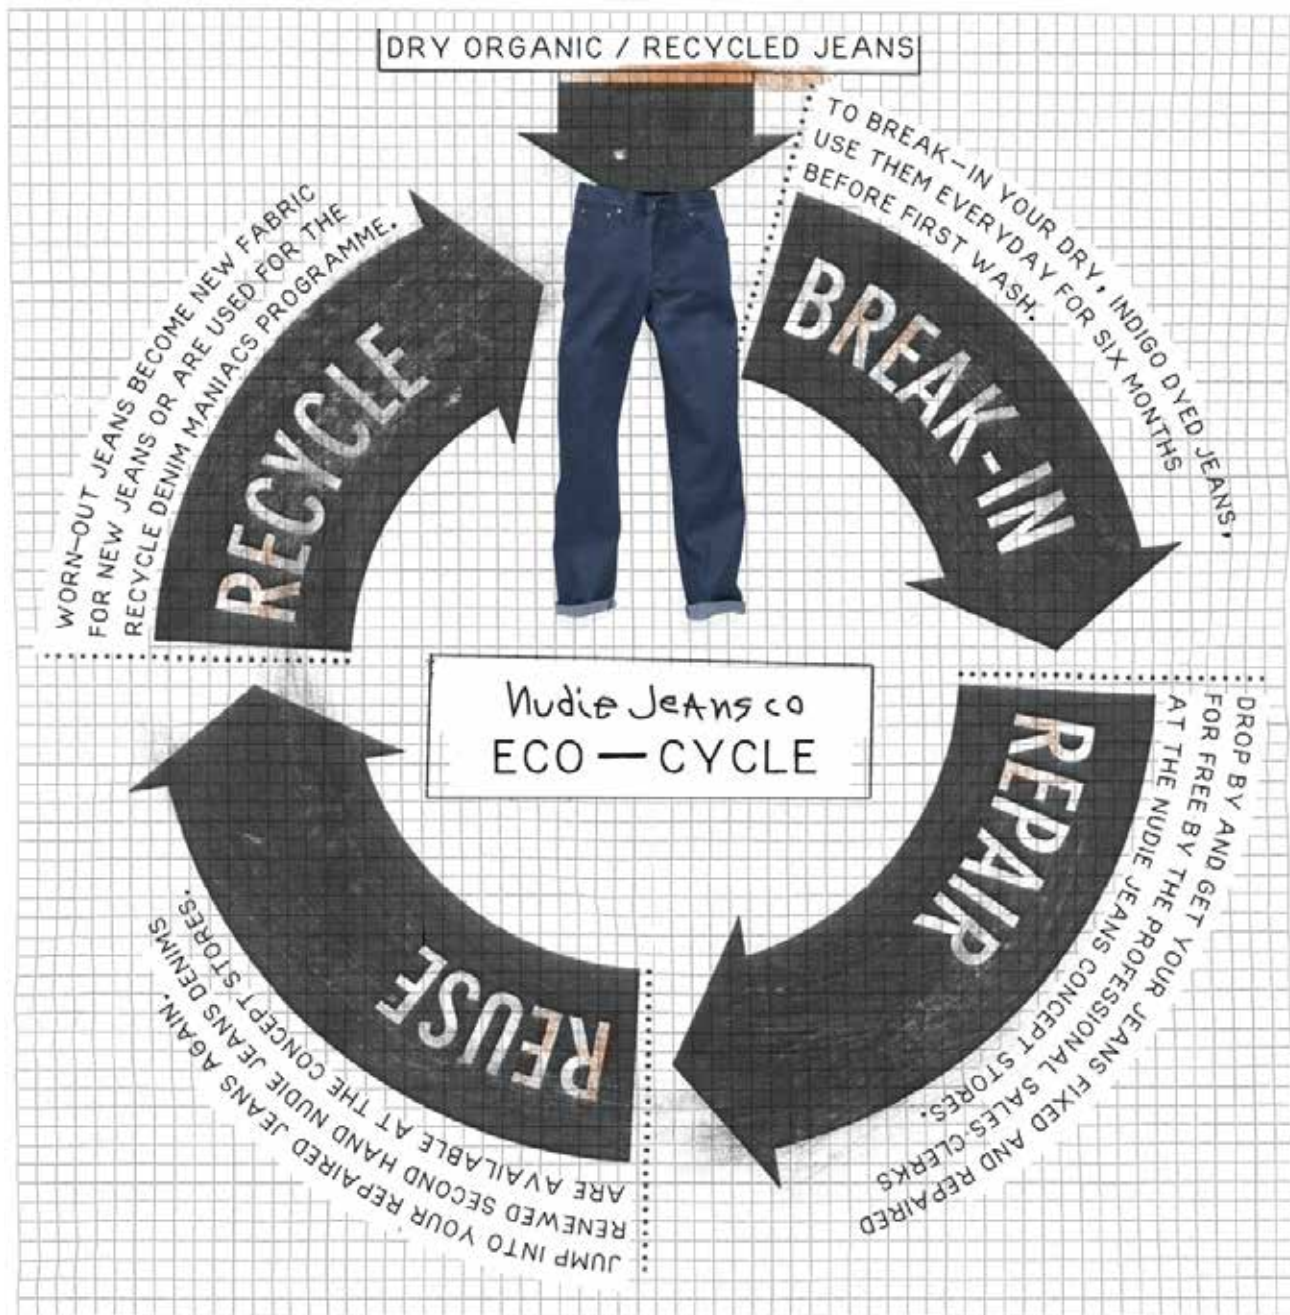 DRY ORGANIC / RECYCLED JEANS
TO BREAK—IN YOUR DRY, INDIGO DYED JEANS,
USE THEM EVERYDAY FOR SIX MONTHS
BEFORE FIRST WASH.
BREAK-IN
DROP BY AND GET YOUR JEANS FIXED AND REPAIRED
FOR FREE BY THE PROFESSIONAL SALES-CLERKS
AT THE NUDIE JEANS CONCEPT STORES.
REPAIR
JUMP INTO YOUR REPAIRED JEANS AGAIN.
RENEWED SECOND HAND NUDIE JEANS DENIMS
ARE AVAILABLE AT THE CONCEPT STORES.
REUSE
WORN—OUT JEANS BECOME NEW FABRIC
FOR NEW JEANS OR ARE USED FOR THE
RECYCLE DENIM MANIACS PROGRAMME.
RECYCLE
Nudie Jeans co
ECO — CYCLE